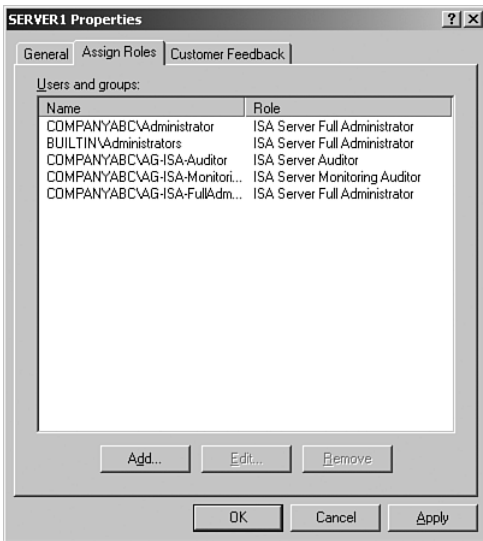 SERVER1 Properties
General Assign Roles Customer Feedback
Users and groups:
Name Role
COMPANYABC\Administrator ISA Server Full Administrator
BUILTIN\Administrators ISA Server Full Administrator
COMPANYABC\AG-ISA-Auditor ISA Server Auditor
COMPANYABC\AG-ISA-Monitori... ISA Server Monitoring Auditor
COMPANYABC\AG-ISA-FullAdm... ISA Server Full Administrator
Add... Edit... Remove
OK Cancel Apply